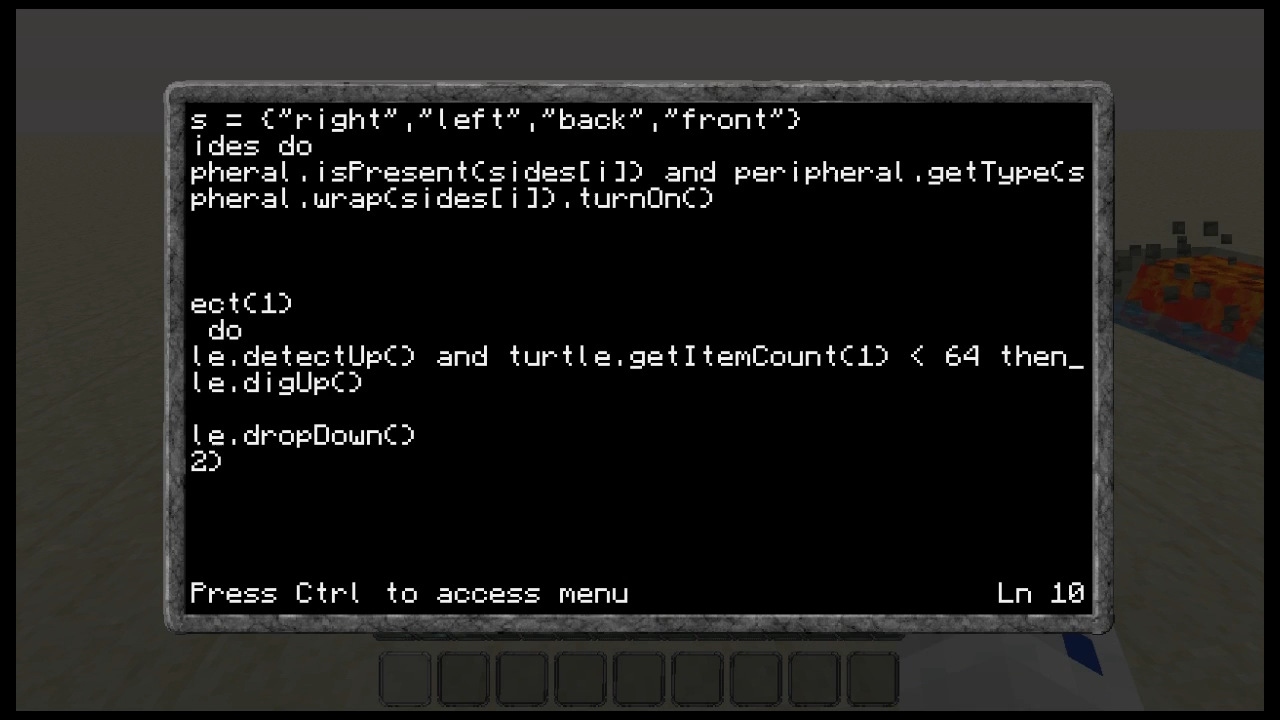 s = {"right","left","back","front"}
ides do
pheral.isPresent(sides[i]) and peripheral.getType(s
pheral.wrap(sides[i]).turnOn()
ect(1)
do
le.detectUp() and turtle.getItemCount(1) < 64 then_
le.digUp()
le.dropDown()
2)
Press Ctrl to access menu
Ln 10